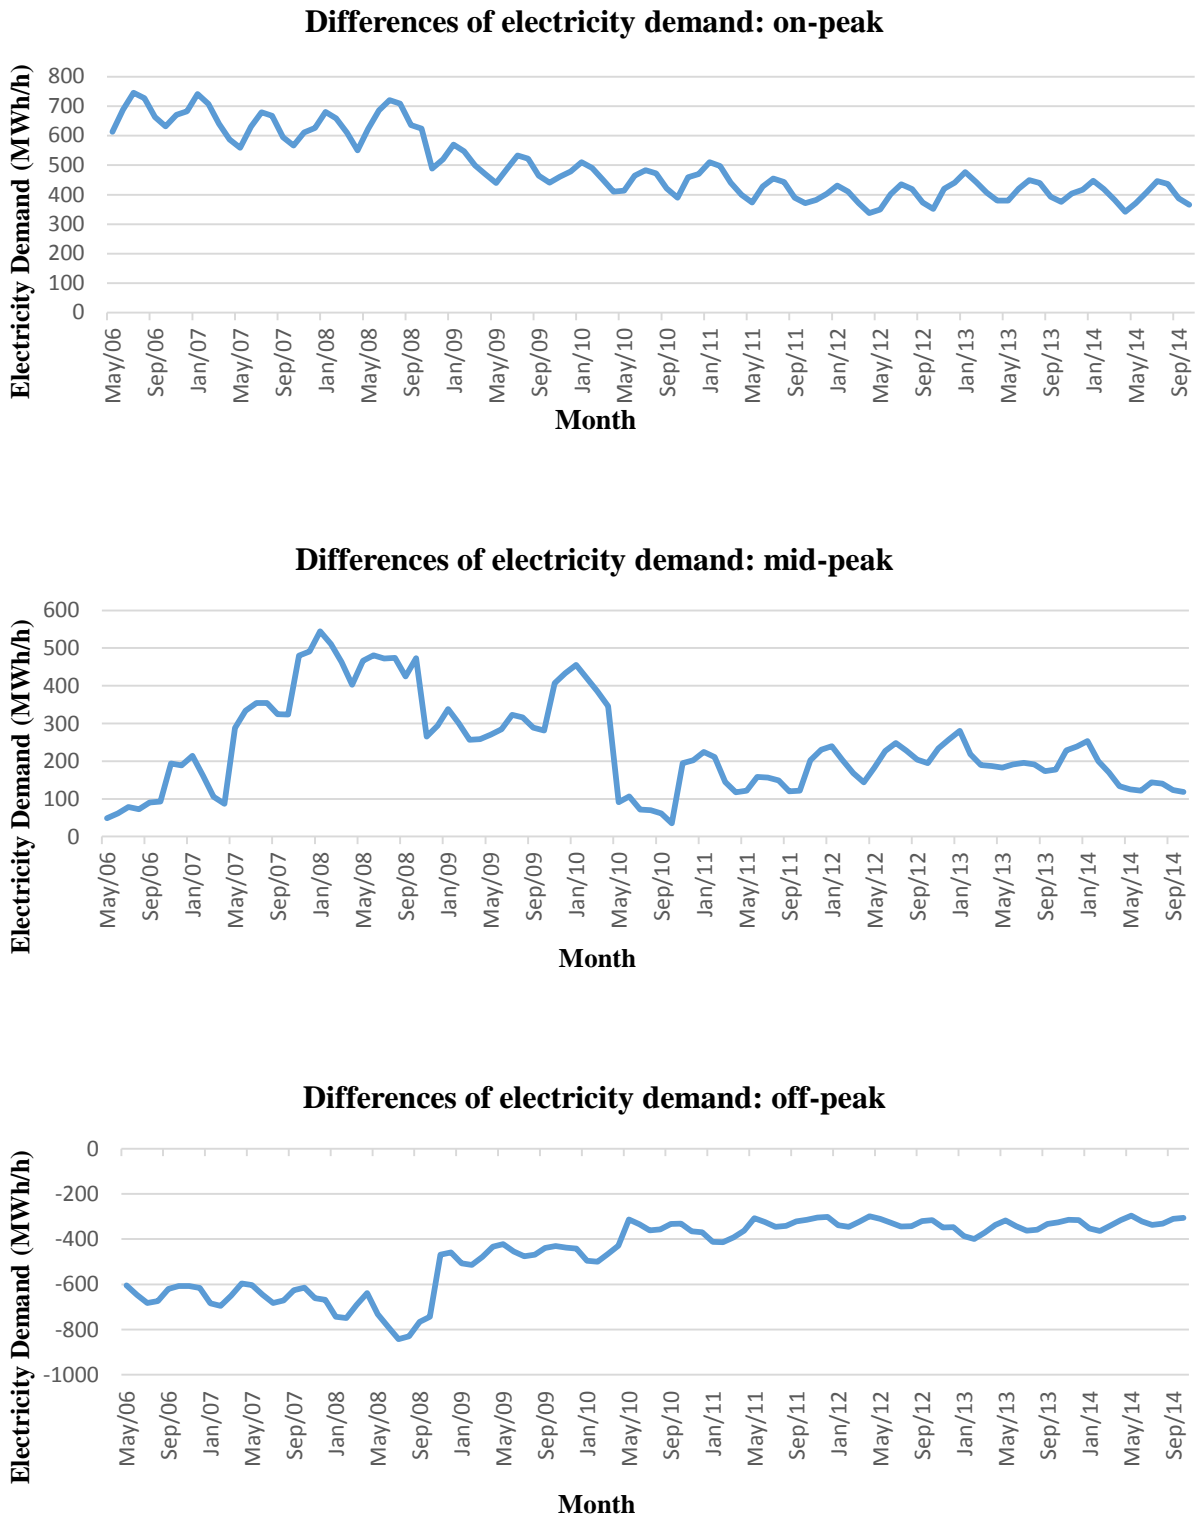 Differences of electricity demand: on-peak
Electricity Demand (MWh/h)
800
700
600
500
400
300
200
100
0
May/06
Sep/06
Jan/07
May/07
Sep/07
Jan/08
May/08
Sep/08
Jan/09
May/09
Sep/09
Jan/10
May/10
Sep/10
Jan/11
May/11
Sep/11
Jan/12
May/12
Sep/12
Jan/13
May/13
Sep/13
Jan/14
May/14
Sep/14
Month
Differences of electricity demand: mid-peak
Electricity Demand (MWh/h)
600
500
400
300
200
100
0
May/06
Sep/06
Jan/07
May/07
Sep/07
Jan/08
May/08
Sep/08
Jan/09
May/09
Sep/09
Jan/10
May/10
Sep/10
Jan/11
May/11
Sep/11
Jan/12
May/12
Sep/12
Jan/13
May/13
Sep/13
Jan/14
May/14
Sep/14
Month
Differences of electricity demand: off-peak
Electricity Demand (MWh/h)
0
-200
-400
-600
-800
-1000
May/06
Sep/06
Jan/07
May/07
Sep/07
Jan/08
May/08
Sep/08
Jan/09
May/09
Sep/09
Jan/10
May/10
Sep/10
Jan/11
May/11
Sep/11
Jan/12
May/12
Sep/12
Jan/13
May/13
Sep/13
Jan/14
May/14
Sep/14
Month